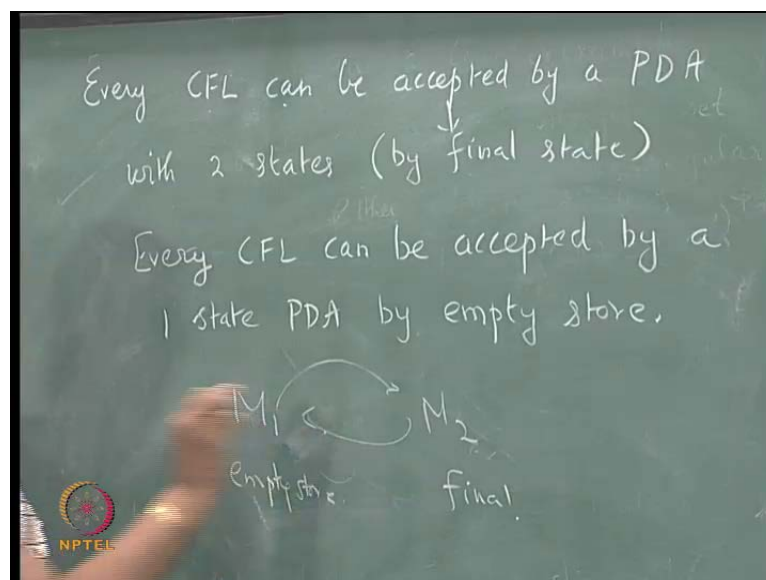 Every CFL can be accepted by a PDA
with 2 states (by final state)
Every CFL can be accepted by a
1 state PDA by empty store.
M1 M2
empty store. final.
NPTEL